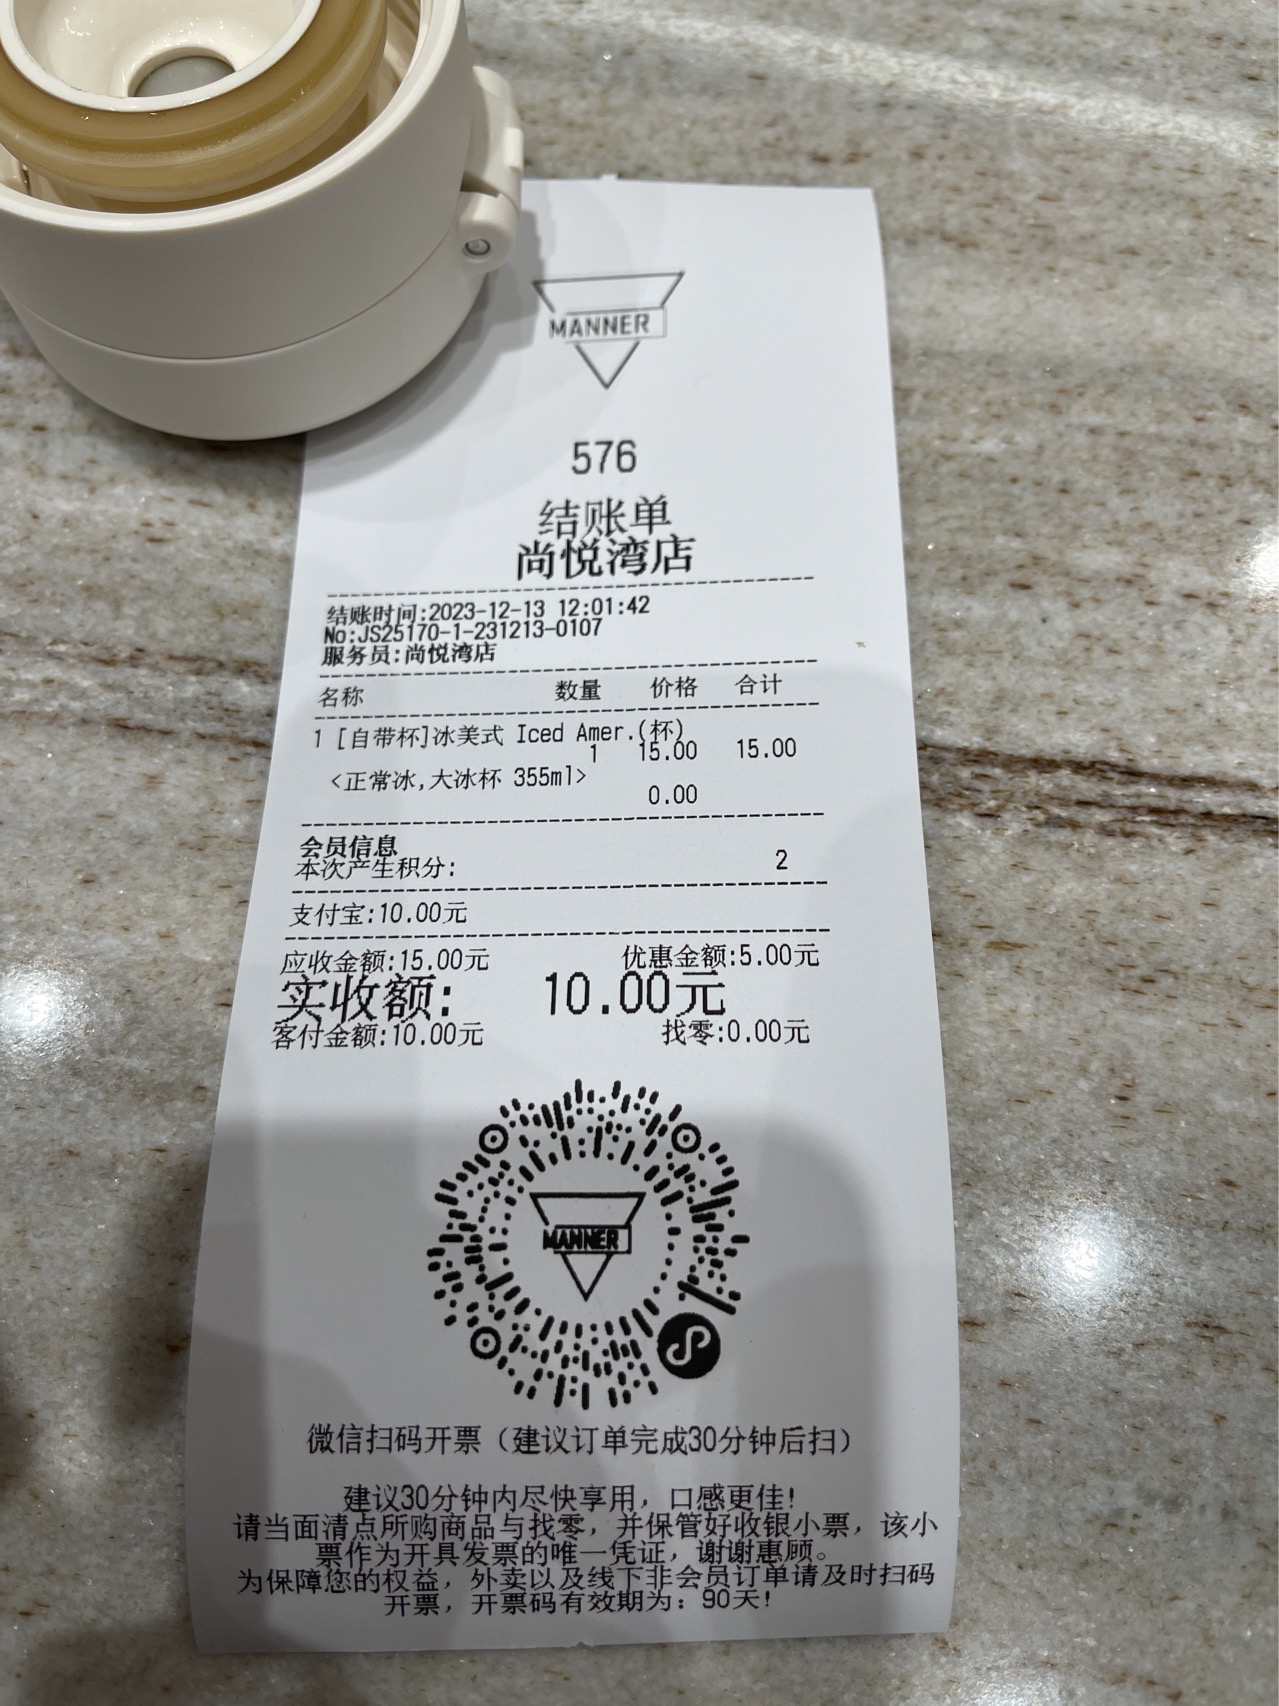 MANNER
576
结账单
尚悦湾店
结账时间:2023-12-13 12:01:42
No:JS25170-1-231213-0107
服务员:尚悦湾店
名称 数量 价格 合计
1 [自带杯]冰美式 Iced Amer.(杯)
1 15.00 15.00
<正常冰,大冰杯 355ml>
0.00
会员信息
本次产生积分: 2
支付宝:10.00元
应收金额:15.00元 优惠金额:5.00元
实收额: 10.00元
客付金额:10.00元 找零:0.00元
MANNER
微信扫码开票（建议订单完成30分钟后扫）
建议30分钟内尽快享用，口感更佳！
请当面清点所购商品与找零，并保管好收银小票，该小
票作为开具发票的唯一凭证，谢谢惠顾。
为保障您的权益，外卖以及线下非会员订单请及时扫码
开票，开票码有效期为：90天！